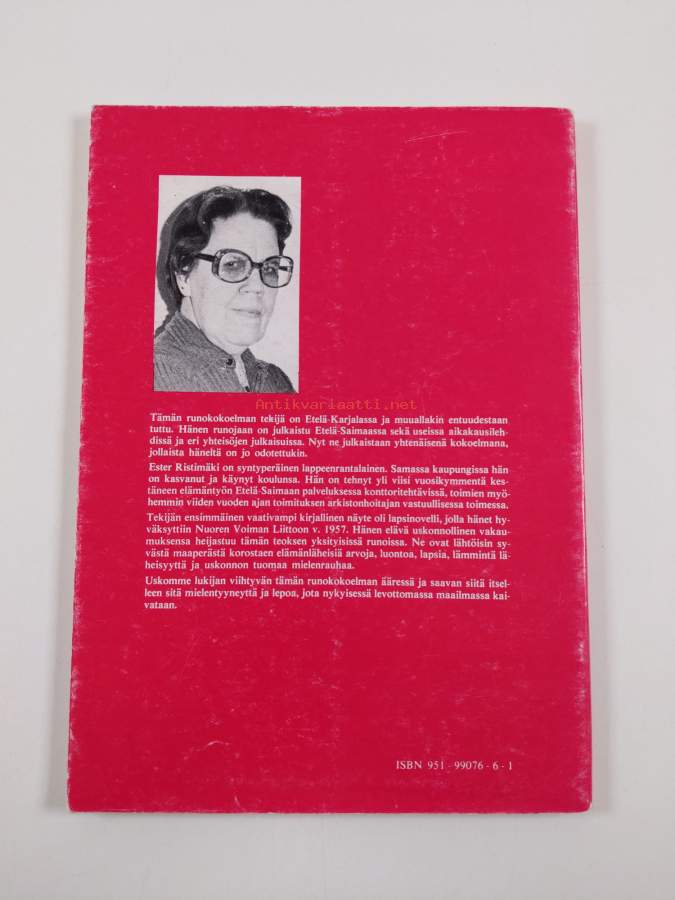 Antikvariaatti.net
Tämän runokokoelman tekijä on Etelä-Karjalassa ja muuallakin entuudestaan
tuttu. Hänen runojaan on julkaistu Etelä-Saimaassa sekä useissa aikakausileh-
dissä ja eri yhteisöjen julkaisuissa. Nyt ne julkaistaan yhtenäisenä kokoelmana,
jollaista häneltä on jo odotettukin.
Ester Ristimäki on syntyperäinen lappeenrantalainen. Samassa kaupungissa hän
on kasvanut ja käynyt koulunsa. Hän on tehnyt yli viisi vuosikymmentä kes-
täneen elämäntyön Etelä-Saimaan palveluksessa konttoritehtävissä, toimien myö-
hemmin viiden vuoden ajan toimituksen arkistonhoitajan vastuullisessa toimessa.
Tekijän ensimmäinen vaativampi kirjallinen näyte oli lapsinovelli, jolla hänet hy-
väksyttiin Nuoren Voiman Liittoon v. 1957. Hänen elävä uskonnollinen vakau-
muksensa heijastuu tämän teoksen yksityisissä runoissa. Ne ovat lähtöisin sy-
västä maaperästä korostaen elämänläheisiä arvoja, luontoa, lapsia, lämmintä lä-
heisyyttä ja uskonnon tuomaa mielenrauhaa.
Uskomme lukijan viihtyvän tämän runokokoelman ääressä ja saavan siitä itsel-
leen sitä mielentyyneyttä ja lepoa, jota nykyisessä levottomassa maailmassa kai-
vataan.
ISBN 951-99076-6-1